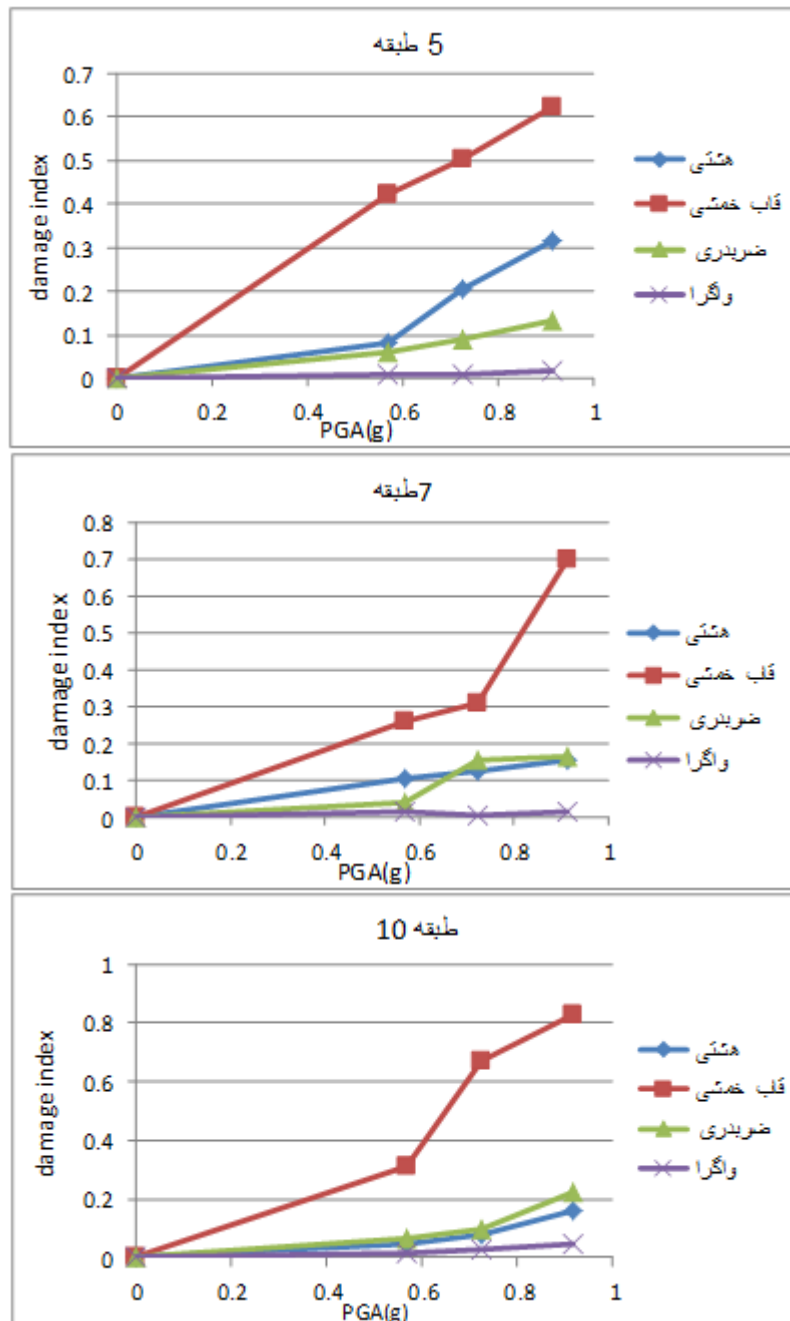 5 طبقه
0.7
0.6
0.5
0.4
0.3
0.2
0.1
0
damage index
0 0.2 0.4 0.6 0.8 1
PGA(g)
هشتی
قاب خمشی
ضربدری
واگرا
7طبقه
0.8
0.7
0.6
0.5
0.4
0.3
0.2
0.1
0
damage index
0 0.2 0.4 0.6 0.8 1
PGA(g)
هشتی
قاب خمشی
ضربدری
واگرا
طبقه 10
1
0.8
0.6
0.4
0.2
0
damage index
0 0.2 0.4 0.6 0.8 1
PGA(g)
هشتی
قاب خمشی
ضربدری
واگرا